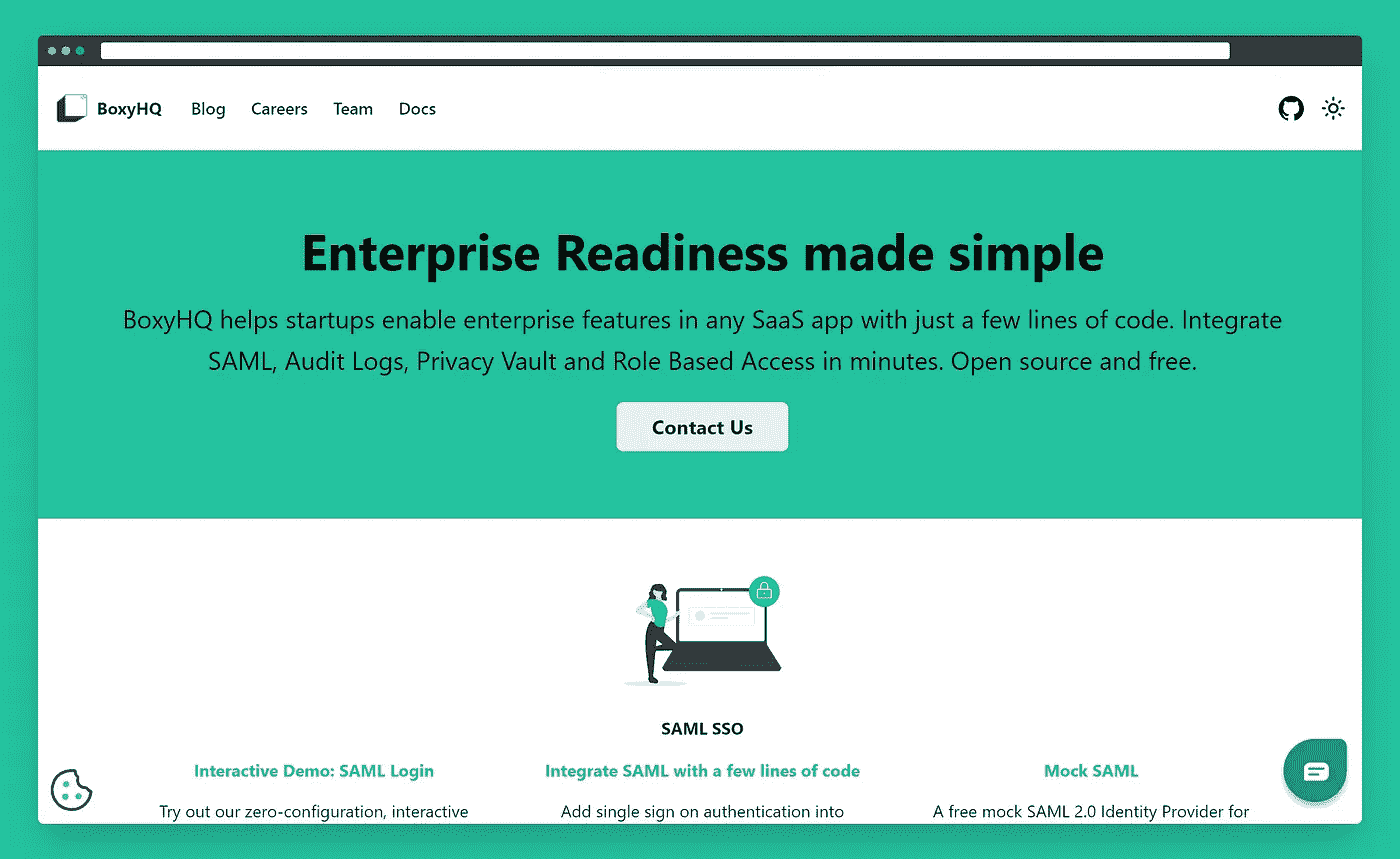 BoxyHQ Blog Careers Team Docs
Enterprise Readiness made simple
BoxyHQ helps startups enable enterprise features in any SaaS app with just a few lines of code. Integrate
SAML, Audit Logs, Privacy Vault and Role Based Access in minutes. Open source and free.
Contact Us
SAML SSO
Interactive Demo: SAML Login
Try out our zero-configuration, interactive
Integrate SAML with a few lines of code
Add single sign on authentication into
Mock SAML
A free mock SAML 2.0 Identity Provider for